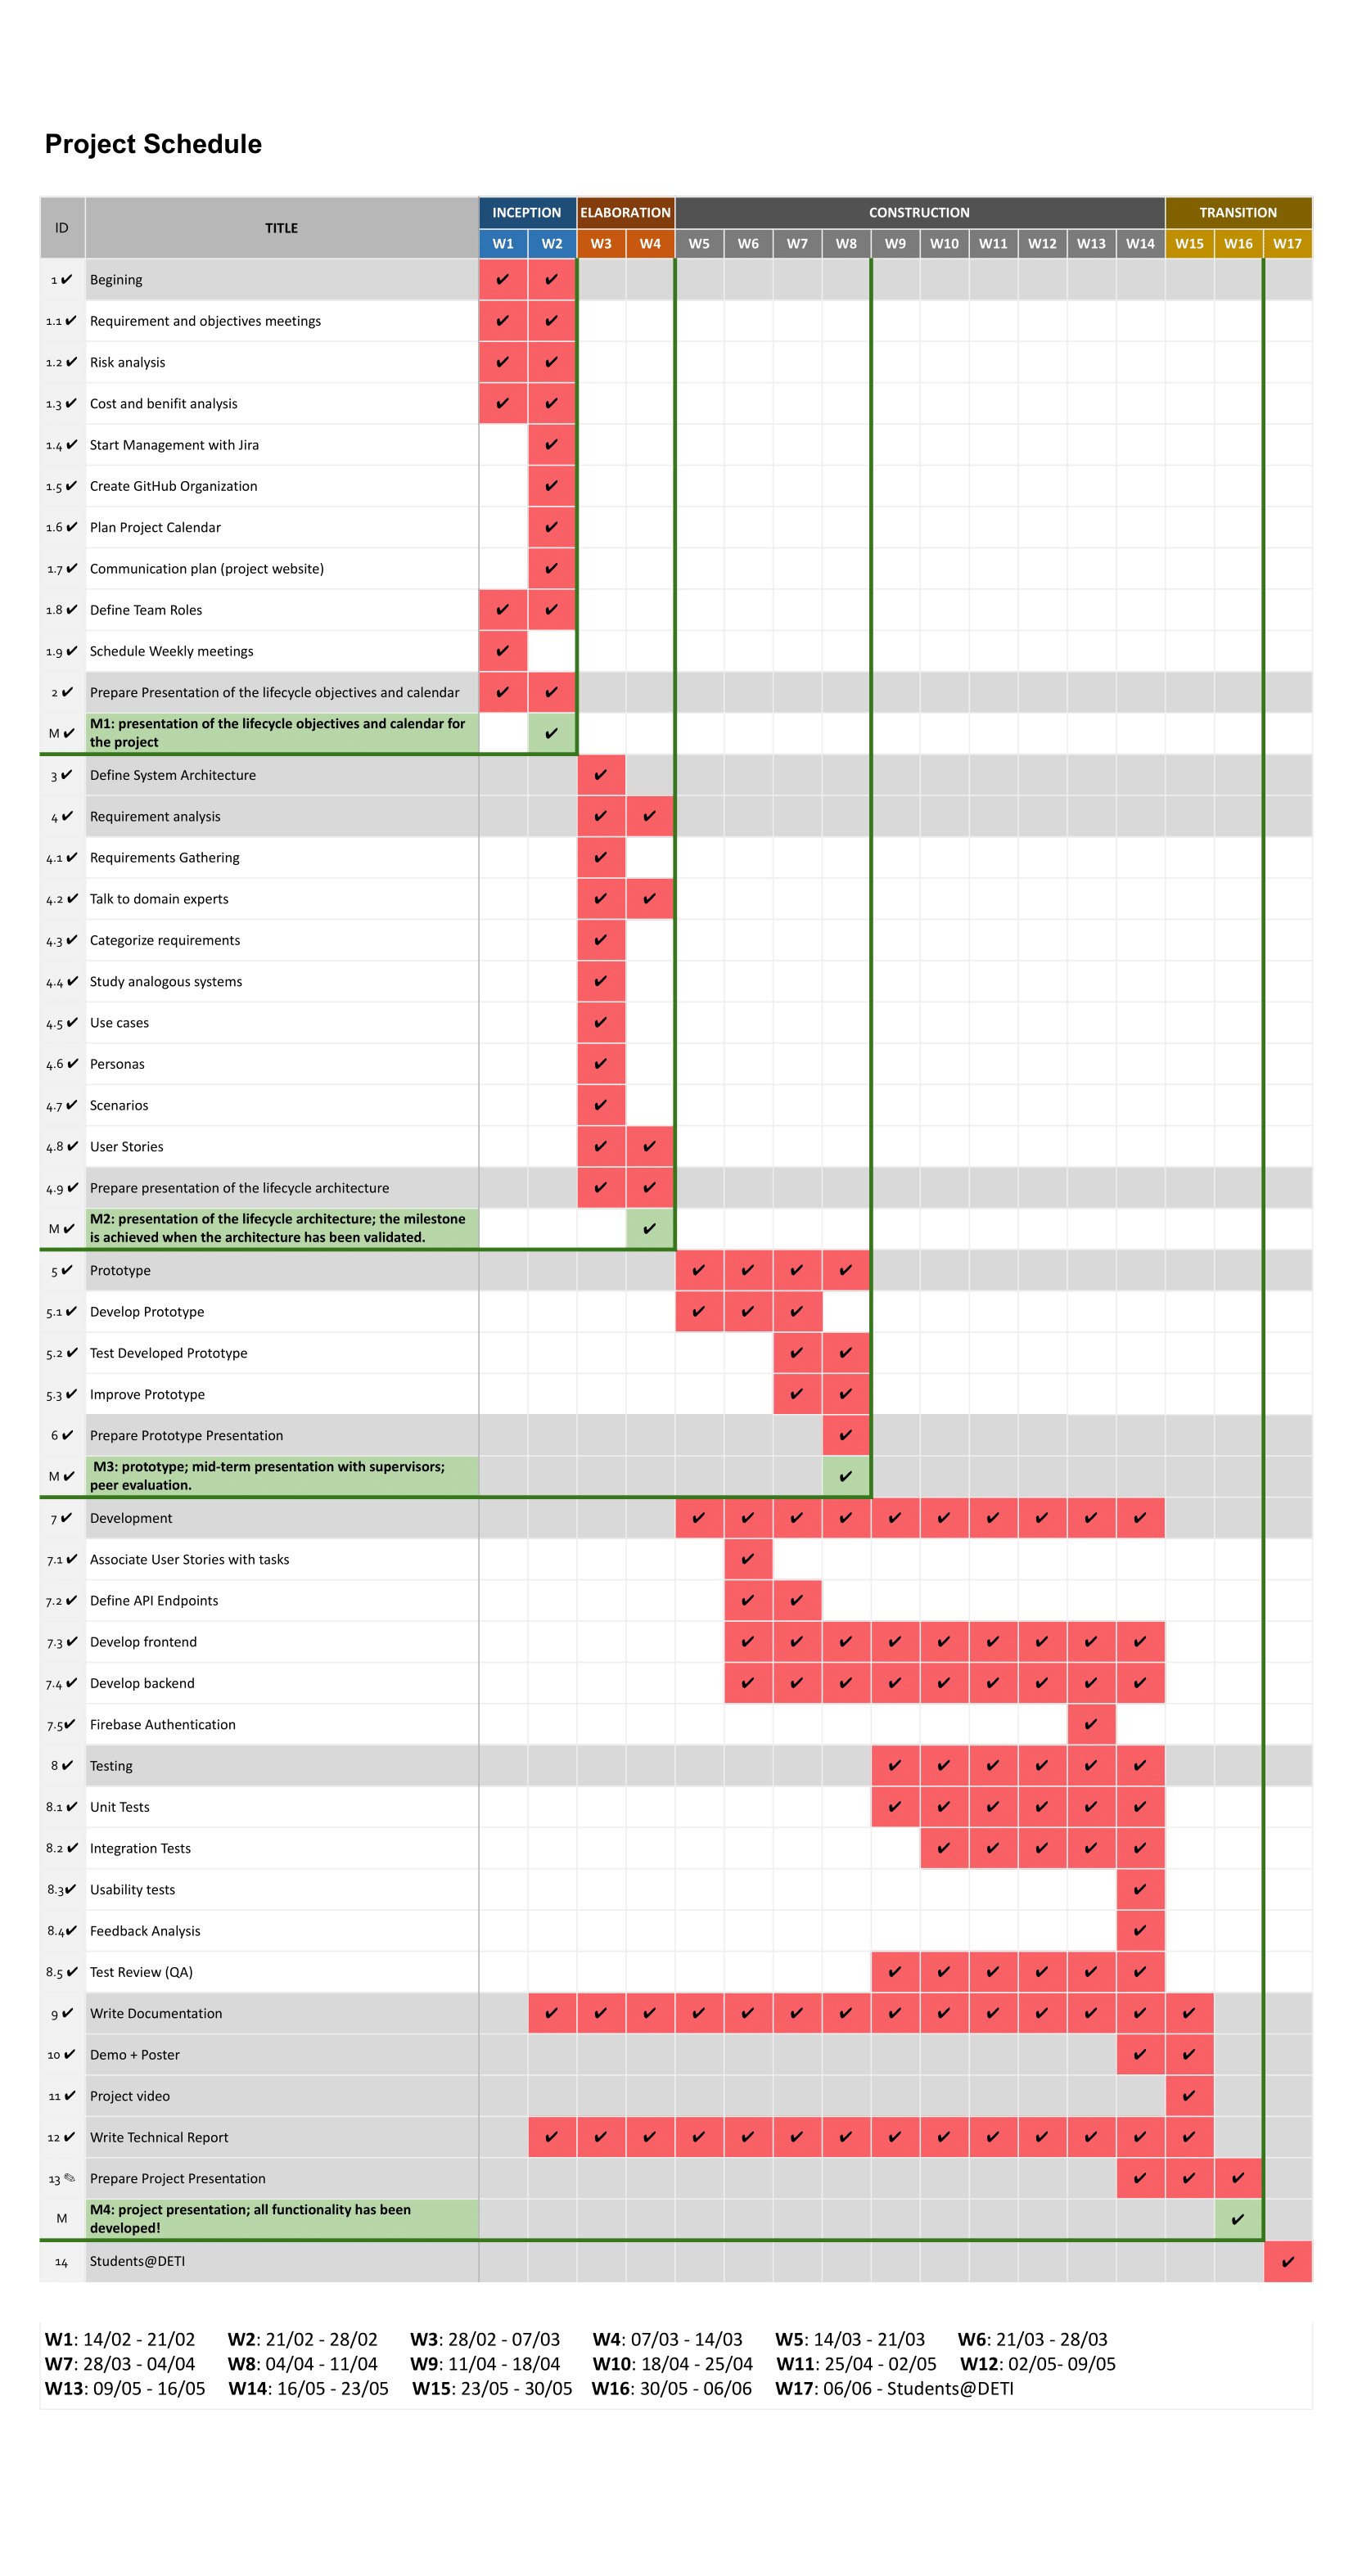 Project Schedule
ID TITLE INCEPTION ELABORATION CONSTRUCTION TRANSITION
W1 W2 W3 W4 W5 W6 W7 W8 W9 W10 W11 W12 W13 W14 W15 W16 W17
1 ✔ Begining ✔ ✔
1.1 ✔ Requirement and objectives meetings ✔ ✔
1.2 ✔ Risk analysis ✔ ✔
1.3 ✔ Cost and benifit analysis ✔ ✔
1.4 ✔ Start Management with Jira ✔
1.5 ✔ Create GitHub Organization ✔
1.6 ✔ Plan Project Calendar ✔
1.7 ✔ Communication plan (project website) ✔
1.8 ✔ Define Team Roles ✔ ✔
1.9 ✔ Schedule Weekly meetings ✔
2 ✔ Prepare Presentation of the lifecycle objectives and calendar ✔ ✔
M ✔ M1: presentation of the lifecycle objectives and calendar for
the project ✔
3 ✔ Define System Architecture ✔
4 ✔ Requirement analysis ✔ ✔
4.1 ✔ Requirements Gathering ✔
4.2 ✔ Talk to domain experts ✔ ✔
4.3 ✔ Categorize requirements ✔
4.4 ✔ Study analogous systems ✔
4.5 ✔ Use cases ✔
4.6 ✔ Personas ✔
4.7 ✔ Scenarios ✔
4.8 ✔ User Stories ✔ ✔
4.9 ✔ Prepare presentation of the lifecycle architecture ✔ ✔
M ✔ M2: presentation of the lifecycle architecture; the milestone
is achieved when the architecture has been validated. ✔
5 ✔ Prototype ✔ ✔ ✔ ✔
5.1 ✔ Develop Prototype ✔ ✔ ✔
5.2 ✔ Test Developed Prototype ✔ ✔
5.3 ✔ Improve Prototype ✔ ✔
6 ✔ Prepare Prototype Presentation ✔
M ✔ M3: prototype; mid-term presentation with supervisors;
peer evaluation. ✔
7 ✔ Development ✔ ✔ ✔ ✔ ✔ ✔ ✔ ✔ ✔ ✔
7.1 ✔ Associate User Stories with tasks ✔
7.2 ✔ Define API Endpoints ✔ ✔
7.3 ✔ Develop frontend ✔ ✔ ✔ ✔ ✔ ✔ ✔ ✔ ✔
7.4 ✔ Develop backend ✔ ✔ ✔ ✔ ✔ ✔ ✔ ✔ ✔
7.5✔ Firebase Authentication ✔
8 ✔ Testing ✔ ✔ ✔ ✔ ✔ ✔
8.1 ✔ Unit Tests ✔ ✔ ✔ ✔ ✔ ✔
8.2 ✔ Integration Tests ✔ ✔ ✔ ✔ ✔
8.3✔ Usability tests ✔
8.4✔ Feedback Analysis ✔
8.5 ✔ Test Review (QA) ✔ ✔ ✔ ✔ ✔ ✔
9 ✔ Write Documentation ✔ ✔ ✔ ✔ ✔ ✔ ✔ ✔ ✔ ✔ ✔ ✔ ✔ ✔
10 ✔ Demo + Poster ✔ ✔
11 ✔ Project video ✔
12 ✔ Write Technical Report ✔ ✔ ✔ ✔ ✔ ✔ ✔ ✔ ✔ ✔ ✔ ✔ ✔ ✔
13 ✎ Prepare Project Presentation ✔ ✔ ✔
M M4: project presentation; all functionality has been
developed! ✔
14 Students@DETI ✔
W1: 14/02 - 21/02 W2: 21/02 - 28/02 W3: 28/02 - 07/03 W4: 07/03 - 14/03 W5: 14/03 - 21/03 W6: 21/03 - 28/03
W7: 28/03 - 04/04 W8: 04/04 - 11/04 W9: 11/04 - 18/04 W10: 18/04 - 25/04 W11: 25/04 - 02/05 W12: 02/05- 09/05
W13: 09/05 - 16/05 W14: 16/05 - 23/05 W15: 23/05 - 30/05 W16: 30/05 - 06/06 W17: 06/06 - Students@DETI